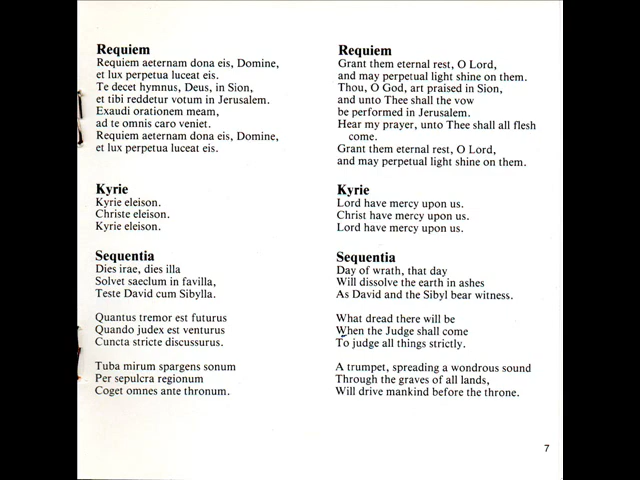 Requiem
Requiem aeternam dona eis, Domine,
et lux perpetua luceat eis.
Te decet hymnus, Deus, in Sion,
et tibi reddetur votum in Jerusalem.
Exaudi orationem meam,
ad te omnis caro veniet.
Requiem aeternam dona eis, Domine,
et lux perpetua luceat eis.
Kyrie
Kyrie eleison.
Christe eleison.
Kyrie eleison.
Sequentia
Dies irae, dies illa
Solvet saeclum in favilla,
Teste David cum Sibylla.
Quantus tremor est futurus
Quando judex est venturus
Cuncta stricte discussurus.
Tuba mirum spargens sonum
Per sepulcra regionum
Coget omnes ante thronum.
Requiem
Grant them eternal rest, O Lord,
and may perpetual light shine on them.
Thou, O God, art praised in Sion,
and unto Thee shall the vow
be performed in Jerusalem.
Hear my prayer, unto Thee shall all flesh
come.
Grant them eternal rest, O Lord,
and may perpetual light shine on them.
Kyrie
Lord have mercy upon us.
Christ have mercy upon us.
Lord have mercy upon us.
Sequentia
Day of wrath, that day
Will dissolve the earth in ashes
As David and the Sibyl bear witness.
What dread there will be
When the Judge shall come
To judge all things strictly.
A trumpet, spreading a wondrous sound
Through the graves of all lands,
Will drive mankind before the throne.
7